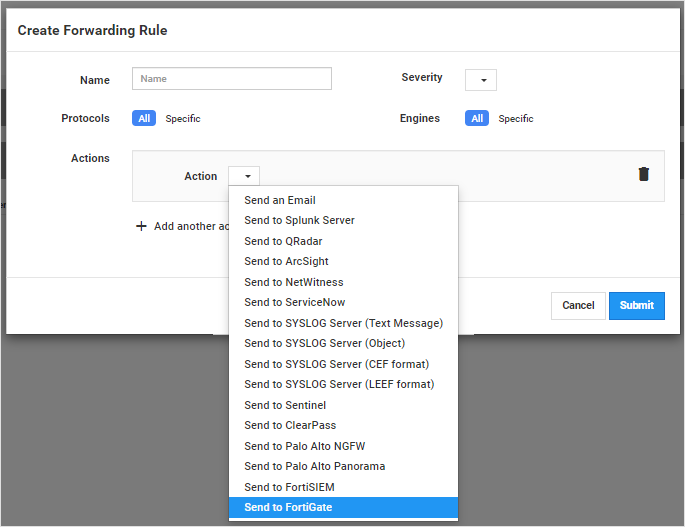 Create Forwarding Rule
Name
Name
Severity
Protocols
All
Specific
Engines
All
Specific
Actions
Action
Add another
Send an Email
Send to Splunk Server
Send to QRadar
Send to ArcSight
Send to NetWitness
Send to ServiceNow
Send to SYSLOG Server (Text Message)
Send to SYSLOG Server (Object)
Send to SYSLOG Server (CEF format)
Send to SYSLOG Server (LEEF format)
Send to Sentinel
Send to ClearPass
Send to Palo Alto NGFW
Send to Palo Alto Panorama
Send to FortiSIEM
Send to FortiGate
Cancel
Submit